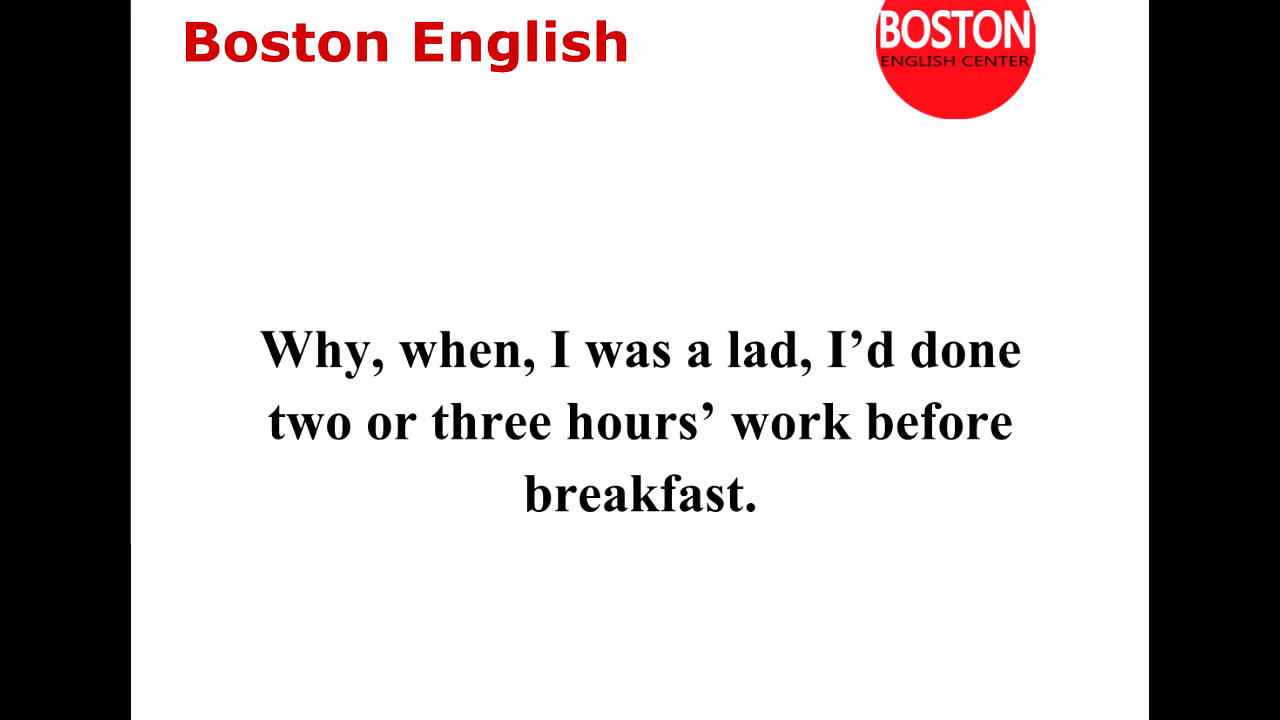 Boston English
BOSTON
ENGLISH CENTER
Why, when, I was a lad, I’d done
two or three hours’ work before
breakfast.